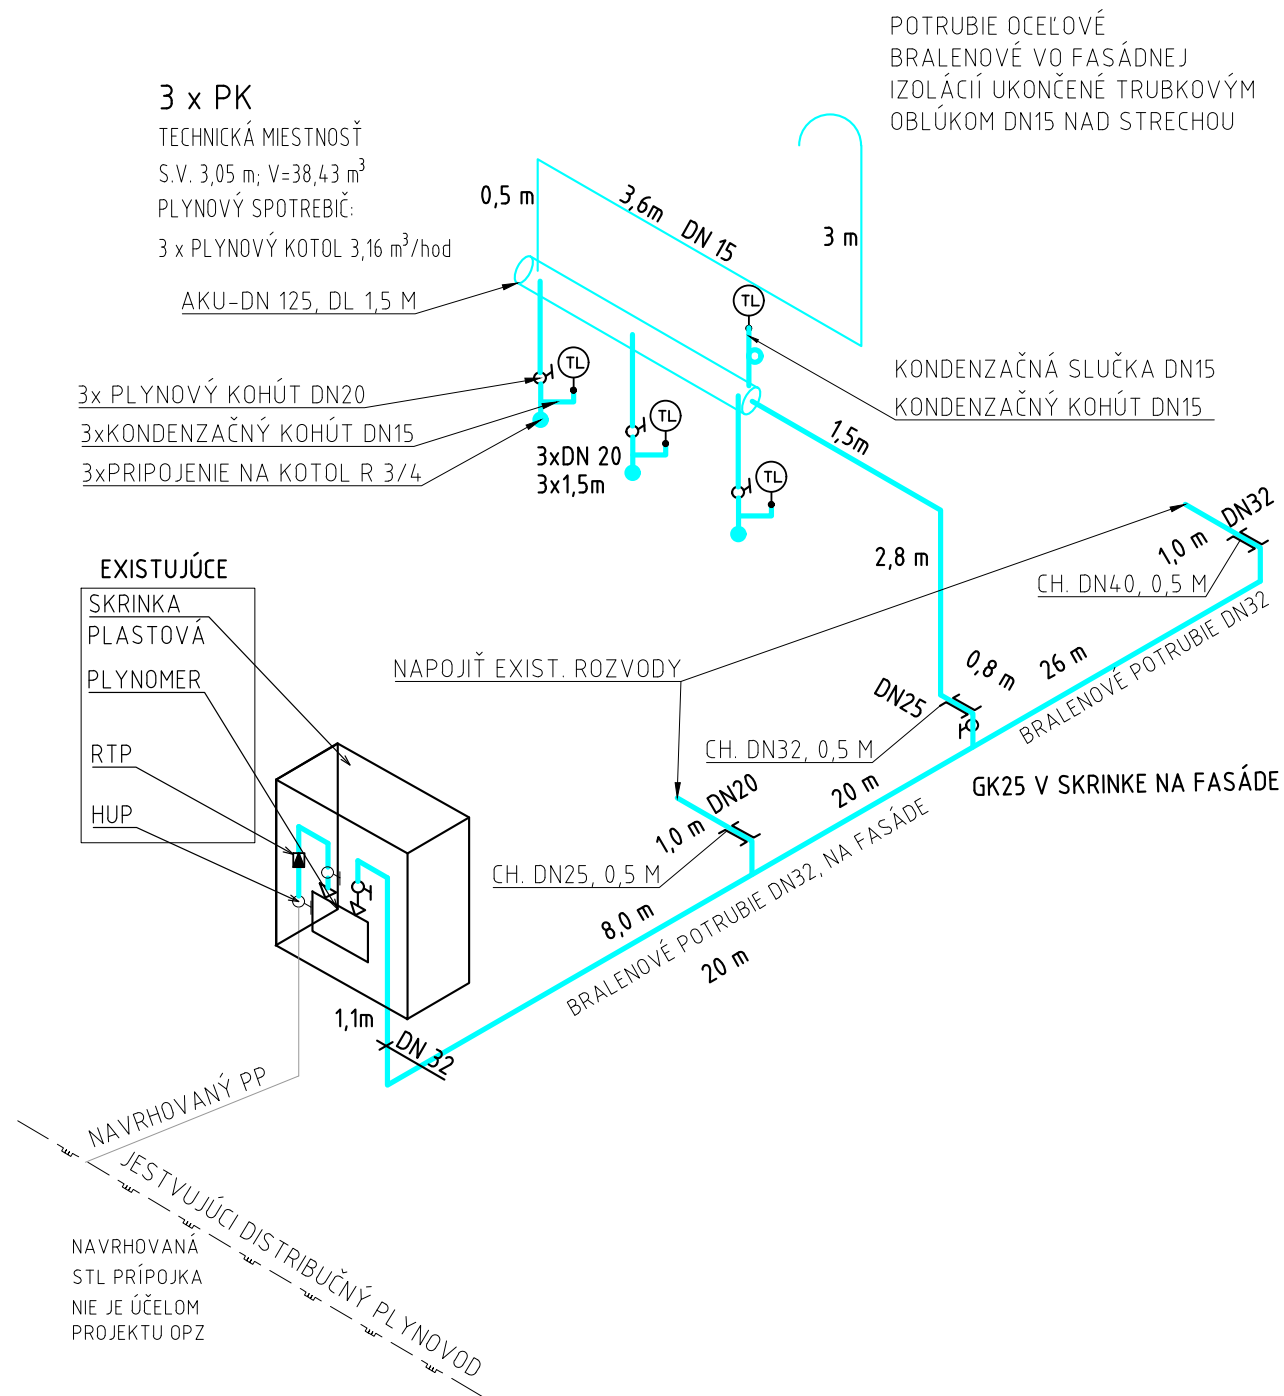 POTRUBIE OCEĽOVÉ
BRALENOVÉ VO FASÁDNEJ
IZOLÁCIÍ UKONČENÉ TRUBKOVÝM
OBLÚKOM DN15 NAD STRECHOU
3 x PK
TECHNICKÁ MIESTNOSŤ
S.V. 3,05 m; V=38,43 m³
PLYNOVÝ SPOTREBIČ:
3 x PLYNOVÝ KOTOL 3,16 m³/hod
AKU-DN 125, DL 1,5 M
0,5 m
3,6m
DN 15
3 m
TL
TL
TL
TL
3x PLYNOVÝ KOHÚT DN20
3xKONDENZAČNÝ KOHÚT DN15
3xPRIPOJENIE NA KOTOL R 3/4
3xDN 20
3x1,5m
KONDENZAČNÁ SLUČKA DN15
KONDENZAČNÝ KOHÚT DN15
1,5m
2,8 m
DN32
1,0 m
CH. DN40, 0,5 M
EXISTUJÚCE
SKRINKA
PLASTOVÁ
PLYNOMER
RTP
HUP
NAPOJIŤ EXIST. ROZVODY
0,8 m
26 m
BRALENOVÉ POTRUBIE DN32
DN25
CH. DN32, 0,5 M
GK25 V SKRINKE NA FASÁDE
20 m
DN20
1,0 m
CH. DN25, 0,5 M
8,0 m
BRALENOVÉ POTRUBIE DN32, NA FASÁDE
20 m
1,1m
DN 32
NAVRHOVANÝ PP
JESTVUJÚCI DISTRIBUČNÝ PLYNOVOD
NAVRHOVANÁ
STL PRÍPOJKA
NIE JE ÚČELOM
PROJEKTU OPZ